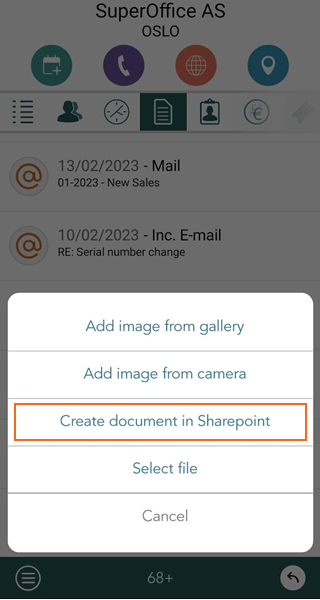 SuperOffice AS
OSLO
€
13/02/2023 - Mail
01-2023 - New Sales
10/02/2023 - Inc. E-mail
RE: Serial number change
Add image from gallery
Add image from camera
Create document in Sharepoint
Select file
Cancel
68+